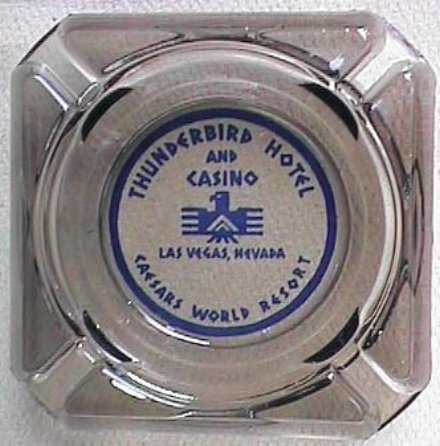 THUNDERBIRD HOTEL
AND
CASINO
LAS VEGAS, NEVADA
CAESARS WORLD RESORT